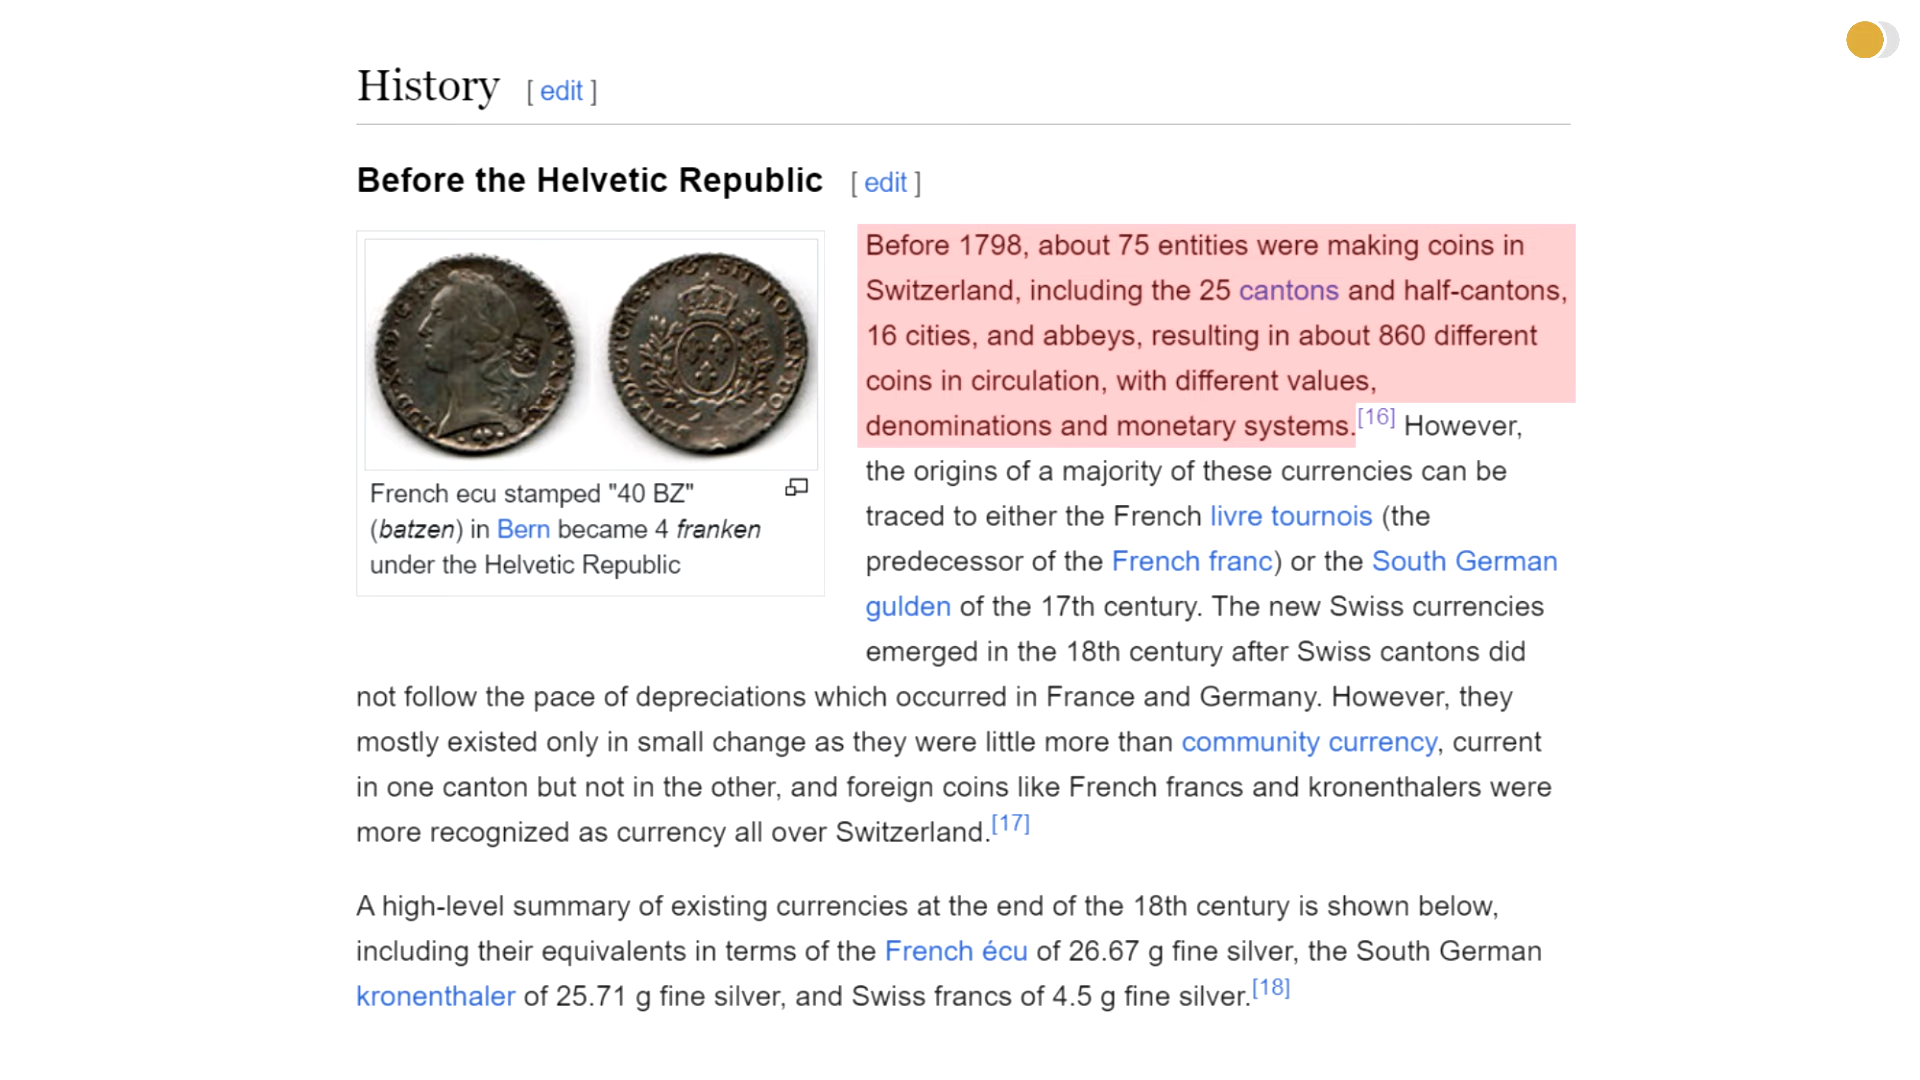 History [ edit ]
Before the Helvetic Republic [ edit ]
French ecu stamped "40 BZ"
(batzen) in Bern became 4 franken
under the Helvetic Republic
Before 1798, about 75 entities were making coins in
Switzerland, including the 25 cantons and half-cantons,
16 cities, and abbeys, resulting in about 860 different
coins in circulation, with different values,
denominations and monetary systems.[16] However,
the origins of a majority of these currencies can be
traced to either the French livre tournois (the
predecessor of the French franc) or the South German
gulden of the 17th century. The new Swiss currencies
emerged in the 18th century after Swiss cantons did
not follow the pace of depreciations which occurred in France and Germany. However, they
mostly existed only in small change as they were little more than community currency, current
in one canton but not in the other, and foreign coins like French francs and kronenthalers were
more recognized as currency all over Switzerland.[17]
A high-level summary of existing currencies at the end of the 18th century is shown below,
including their equivalents in terms of the French écu of 26.67 g fine silver, the South German
kronenthaler of 25.71 g fine silver, and Swiss francs of 4.5 g fine silver.[18]